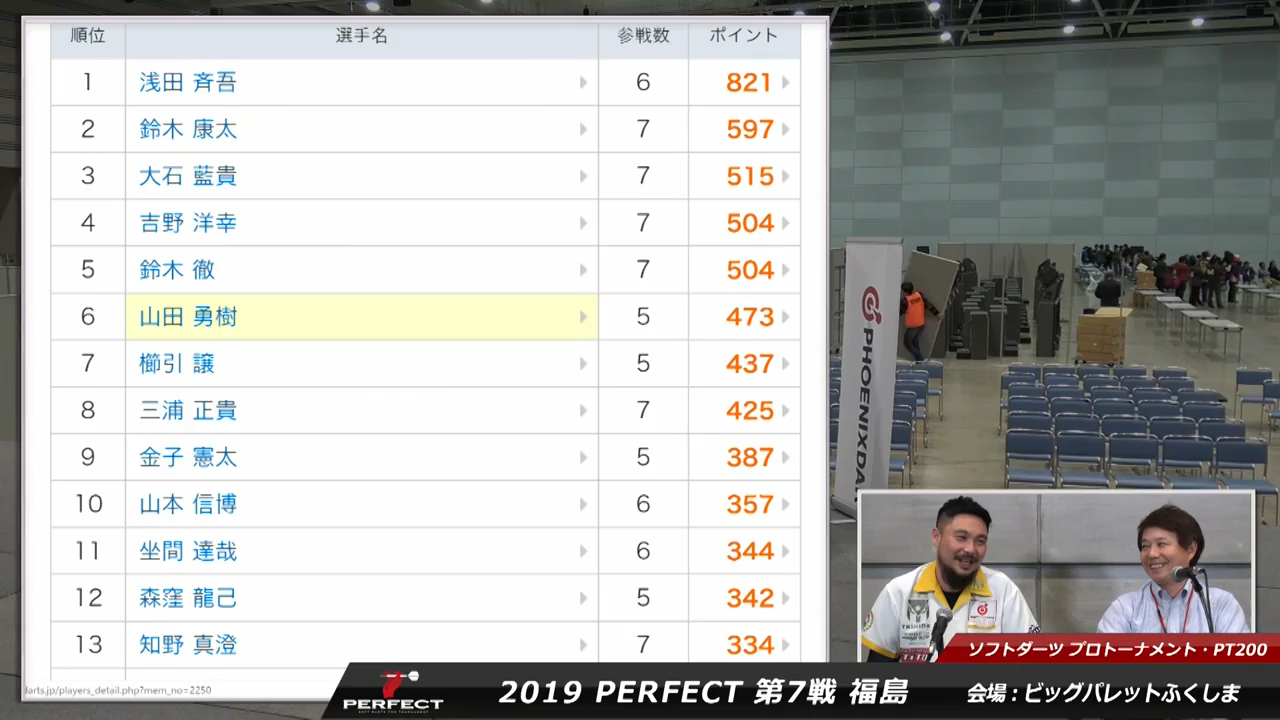 順位 選手名 参戦数 ポイント
1 浅田 斉吾 6 821
2 鈴木 康太 7 597
3 大石 藍貴 7 515
4 吉野 洋幸 7 504
5 鈴木 徹 7 504
6 山田 勇樹 5 473
7 櫛引 譲 5 437
8 三浦 正貴 7 425
9 金子 憲太 5 387
10 山本 信博 6 357
11 坐間 達哉 6 344
12 森窪 龍己 5 342
13 知野 真澄 7 334
larts.jp/players_detail.php?mem_no=2250
PHOENIXDA
ソフトダーツ プロトーナメント・PT200
PERFECT
2019 PERFECT 第7戦 福島
会場：ビッグパレットふくしま